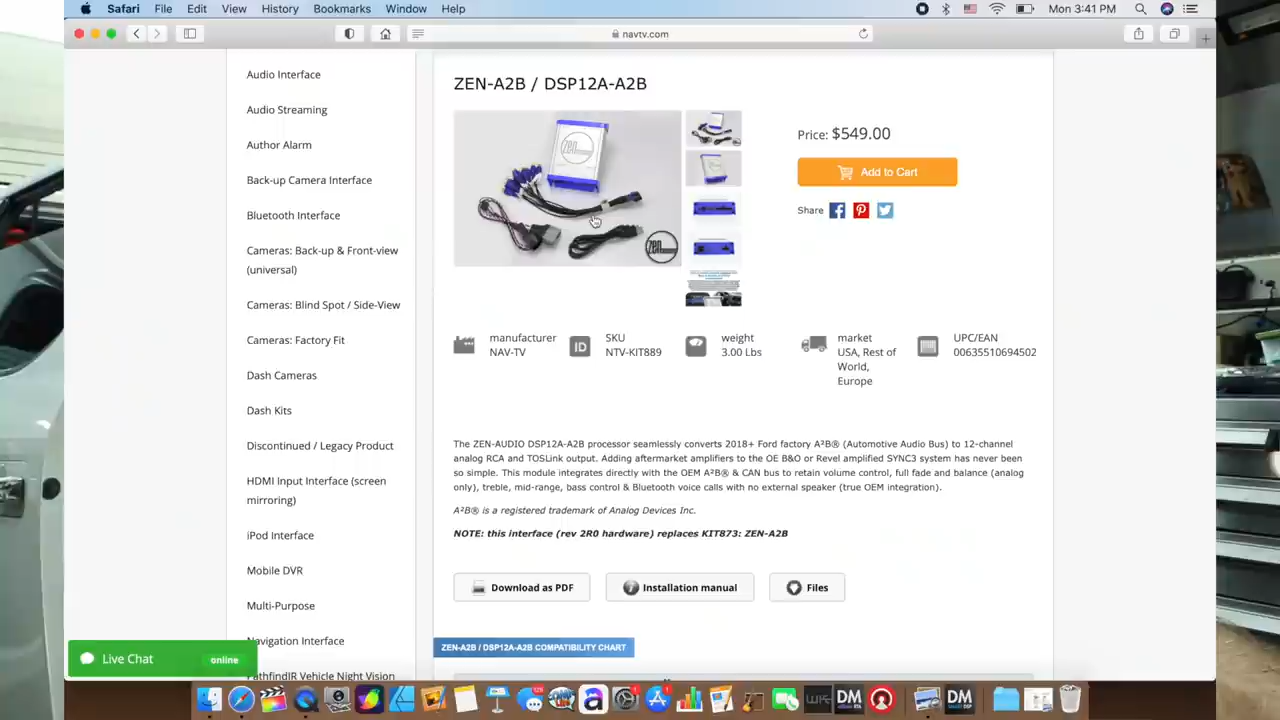 Safari File Edit View History Bookmarks Window Help
Mon 3:41 PM
navtv.com
Audio Interface
Audio Streaming
Author Alarm
Back-up Camera Interface
Bluetooth Interface
Cameras: Back-up & Front-view
(universal)
Cameras: Blind Spot / Side-View
Cameras: Factory Fit
Dash Cameras
Dash Kits
Discontinued / Legacy Product
HDMI Input Interface (screen
mirroring)
iPod Interface
Mobile DVR
Multi-Purpose
Navigation Interface
PathfindIR Vehicle Night Vision
Live Chat
online
ZEN-A2B / DSP12A-A2B
zen
zen
Price: $549.00
Add to Cart
Share
manufacturer
NAV-TV
ID
SKU
NTV-KIT889
weight
3.00 Lbs
market
USA, Rest of
World,
Europe
UPC/EAN
00635510694502
The ZEN-AUDIO DSP12A-A2B processor seamlessly converts 2018+ Ford factory A²B® (Automotive Audio Bus) to 12-channel
analog RCA and TOSLink output. Adding aftermarket amplifiers to the OE B&O or Revel amplified SYNC3 system has never been
so simple. This module integrates directly with the OEM A²B® & CAN bus to retain volume control, full fade and balance (analog
only), treble, mid-range, bass control & Bluetooth voice calls with no external speaker (true OEM integration).
A²B® is a registered trademark of Analog Devices Inc.
NOTE: this interface (rev 2R0 hardware) replaces KIT873: ZEN-A2B
Download as PDF
Installation manual
Files
ZEN-A2B / DSP12A-A2B COMPATIBILITY CHART
DM
DM